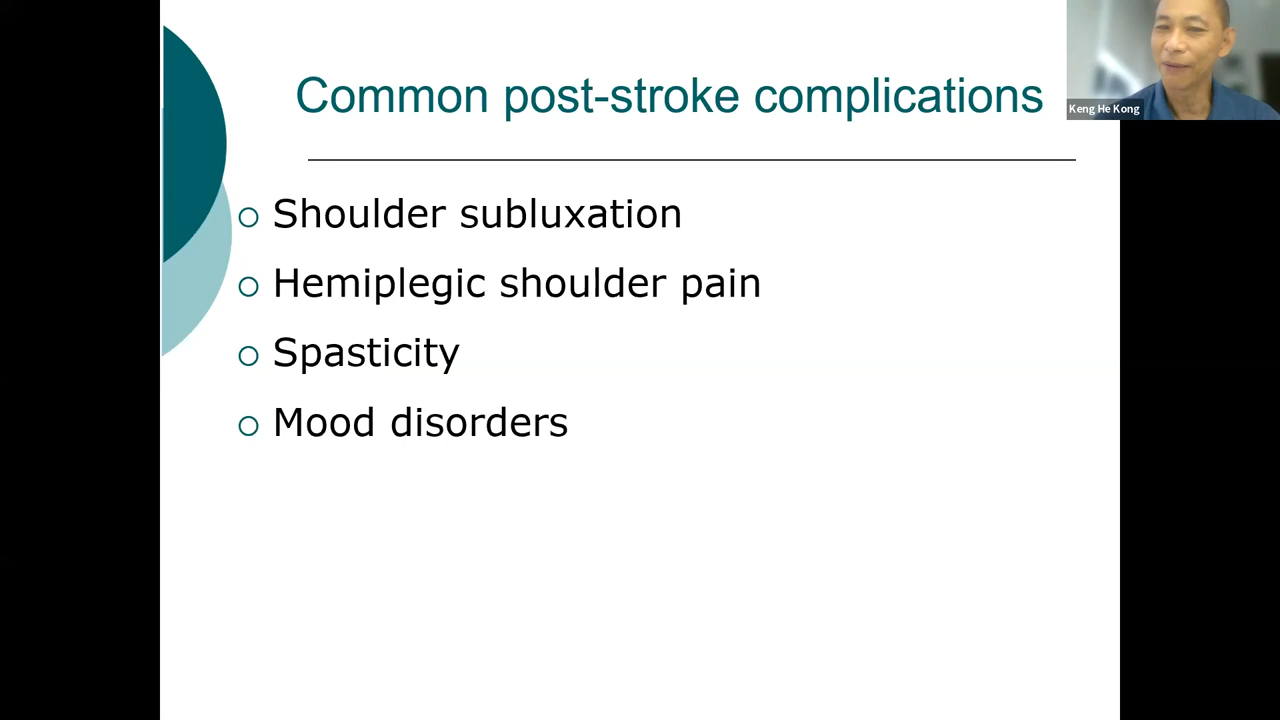 Common post-stroke complications
Keng He Kong
Shoulder subluxation
Hemiplegic shoulder pain
Spasticity
Mood disorders